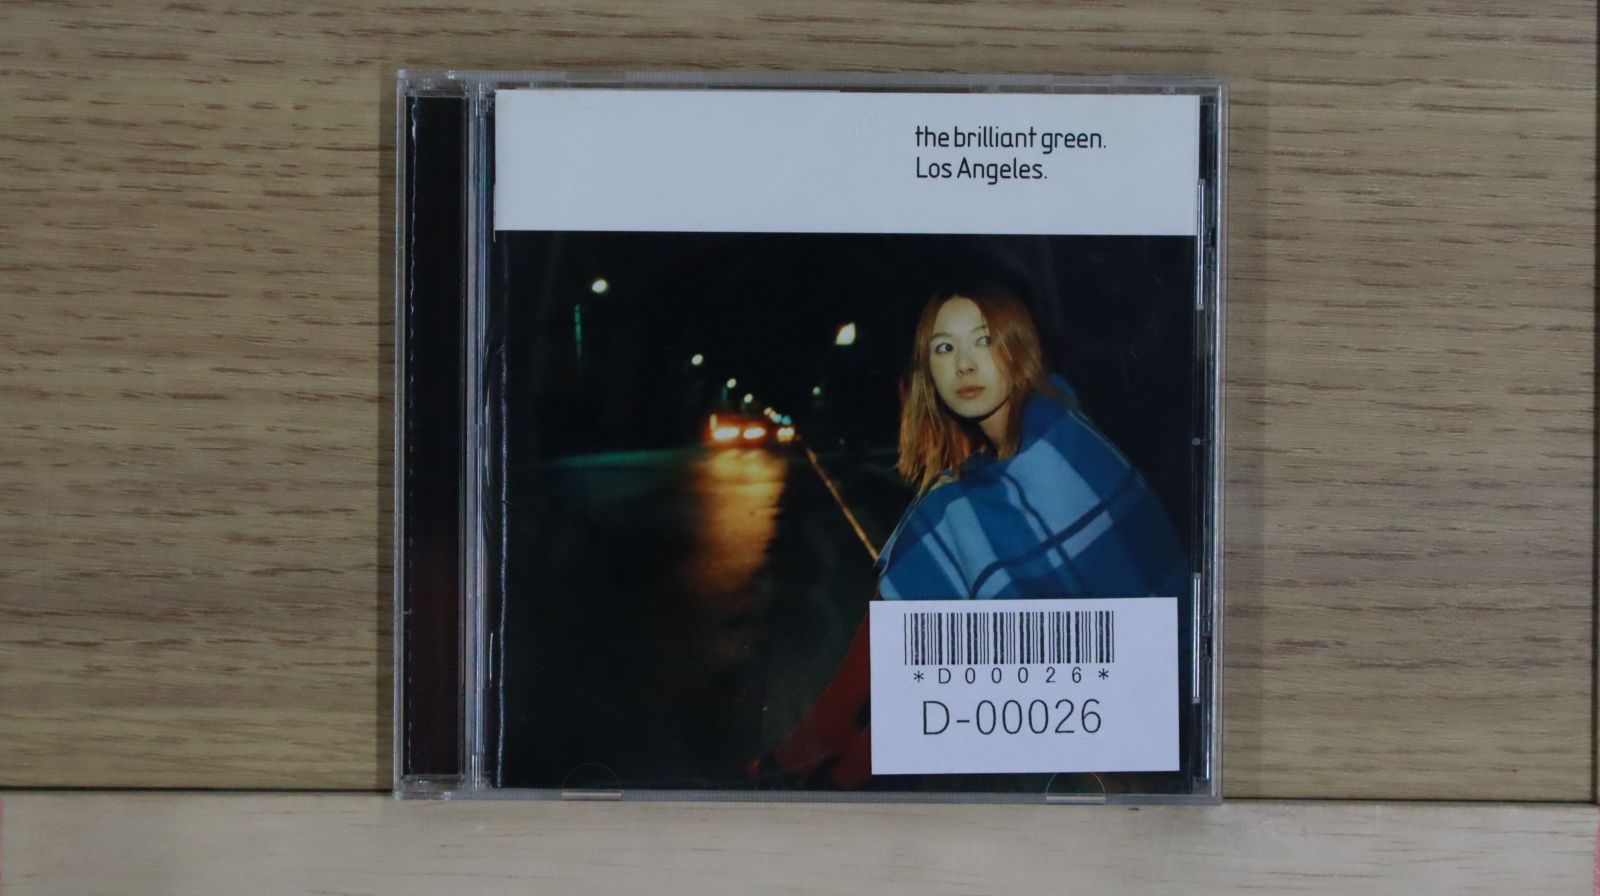 the brilliant green.
Los Angeles.
*D00026*
D-00026